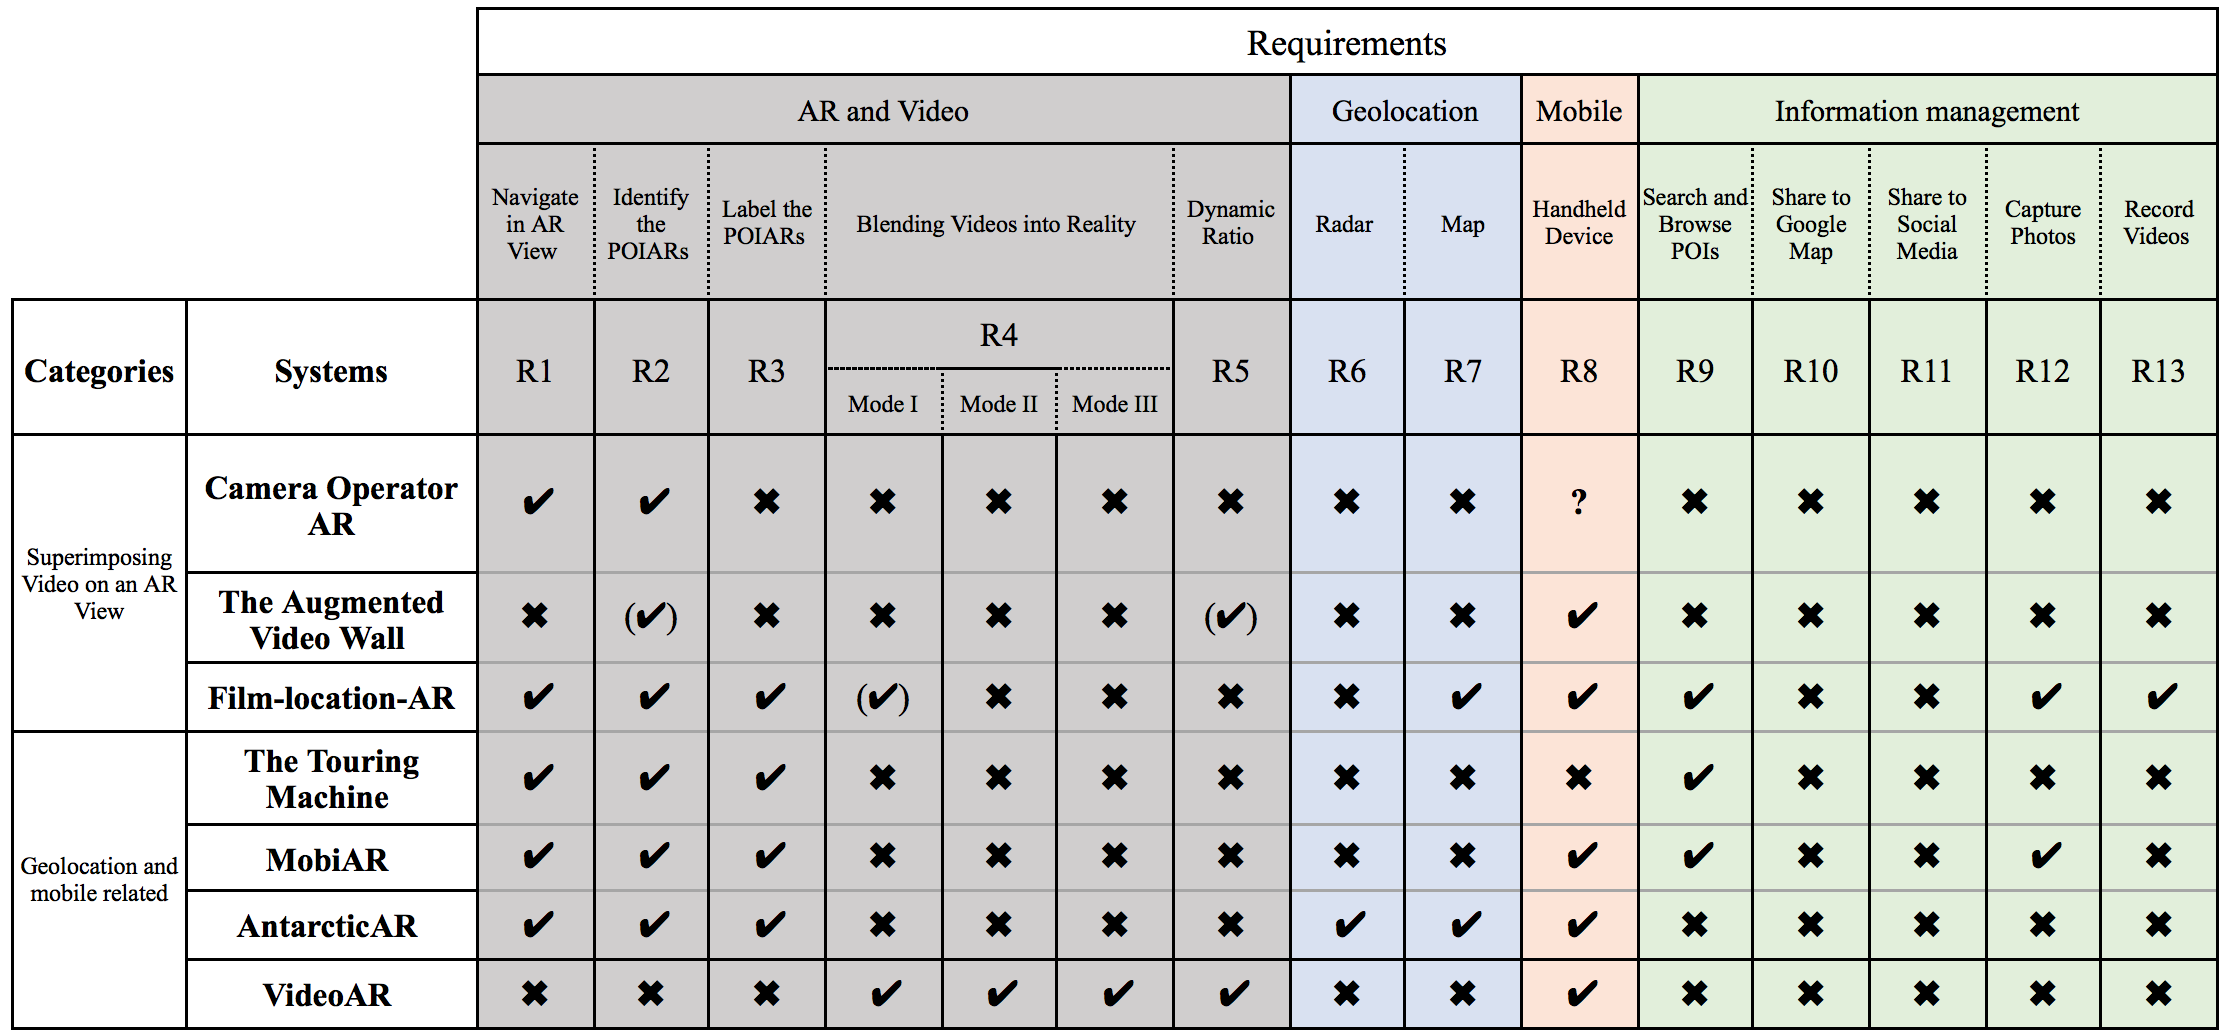 Requirements
AR and Video Geolocation Mobile Information management
Navigate in AR View Identify the POIARs Label the POIARs Blending Videos into Reality Dynamic Ratio Radar Map Handheld Device Search and Browse POIs Share to Google Map Share to Social Media Capture Photos Record Videos
Categories Systems R1 R2 R3 R4 R5 R6 R7 R8 R9 R10 R11 R12 R13
Mode I Mode II Mode III
Superimposing
Video on an AR
View
Camera Operator
AR
✔ ✔ ✖ ✖ ✖ ✖ ✖ ✖ ✖ ? ✖ ✖ ✖ ✖ ✖
The Augmented
Video Wall
✖ (✔) ✖ ✖ ✖ ✖ (✔) ✖ ✖ ✔ ✖ ✖ ✖ ✖ ✖
Film-location-AR ✔ ✔ ✔ (✔) ✖ ✖ ✖ ✖ ✔ ✔ ✔ ✖ ✖ ✔ ✔
Geolocation and
mobile related
The Touring
Machine
✔ ✔ ✔ ✖ ✖ ✖ ✖ ✖ ✖ ✖ ✔ ✖ ✖ ✖ ✖
MobiAR ✔ ✔ ✔ ✖ ✖ ✖ ✖ ✖ ✖ ✔ ✔ ✖ ✖ ✔ ✖
AntarcticAR ✔ ✔ ✔ ✖ ✖ ✖ ✖ ✔ ✔ ✔ ✖ ✖ ✖ ✖ ✖
VideoAR ✖ ✖ ✖ ✔ ✔ ✔ ✔ ✖ ✖ ✔ ✖ ✖ ✖ ✖ ✖